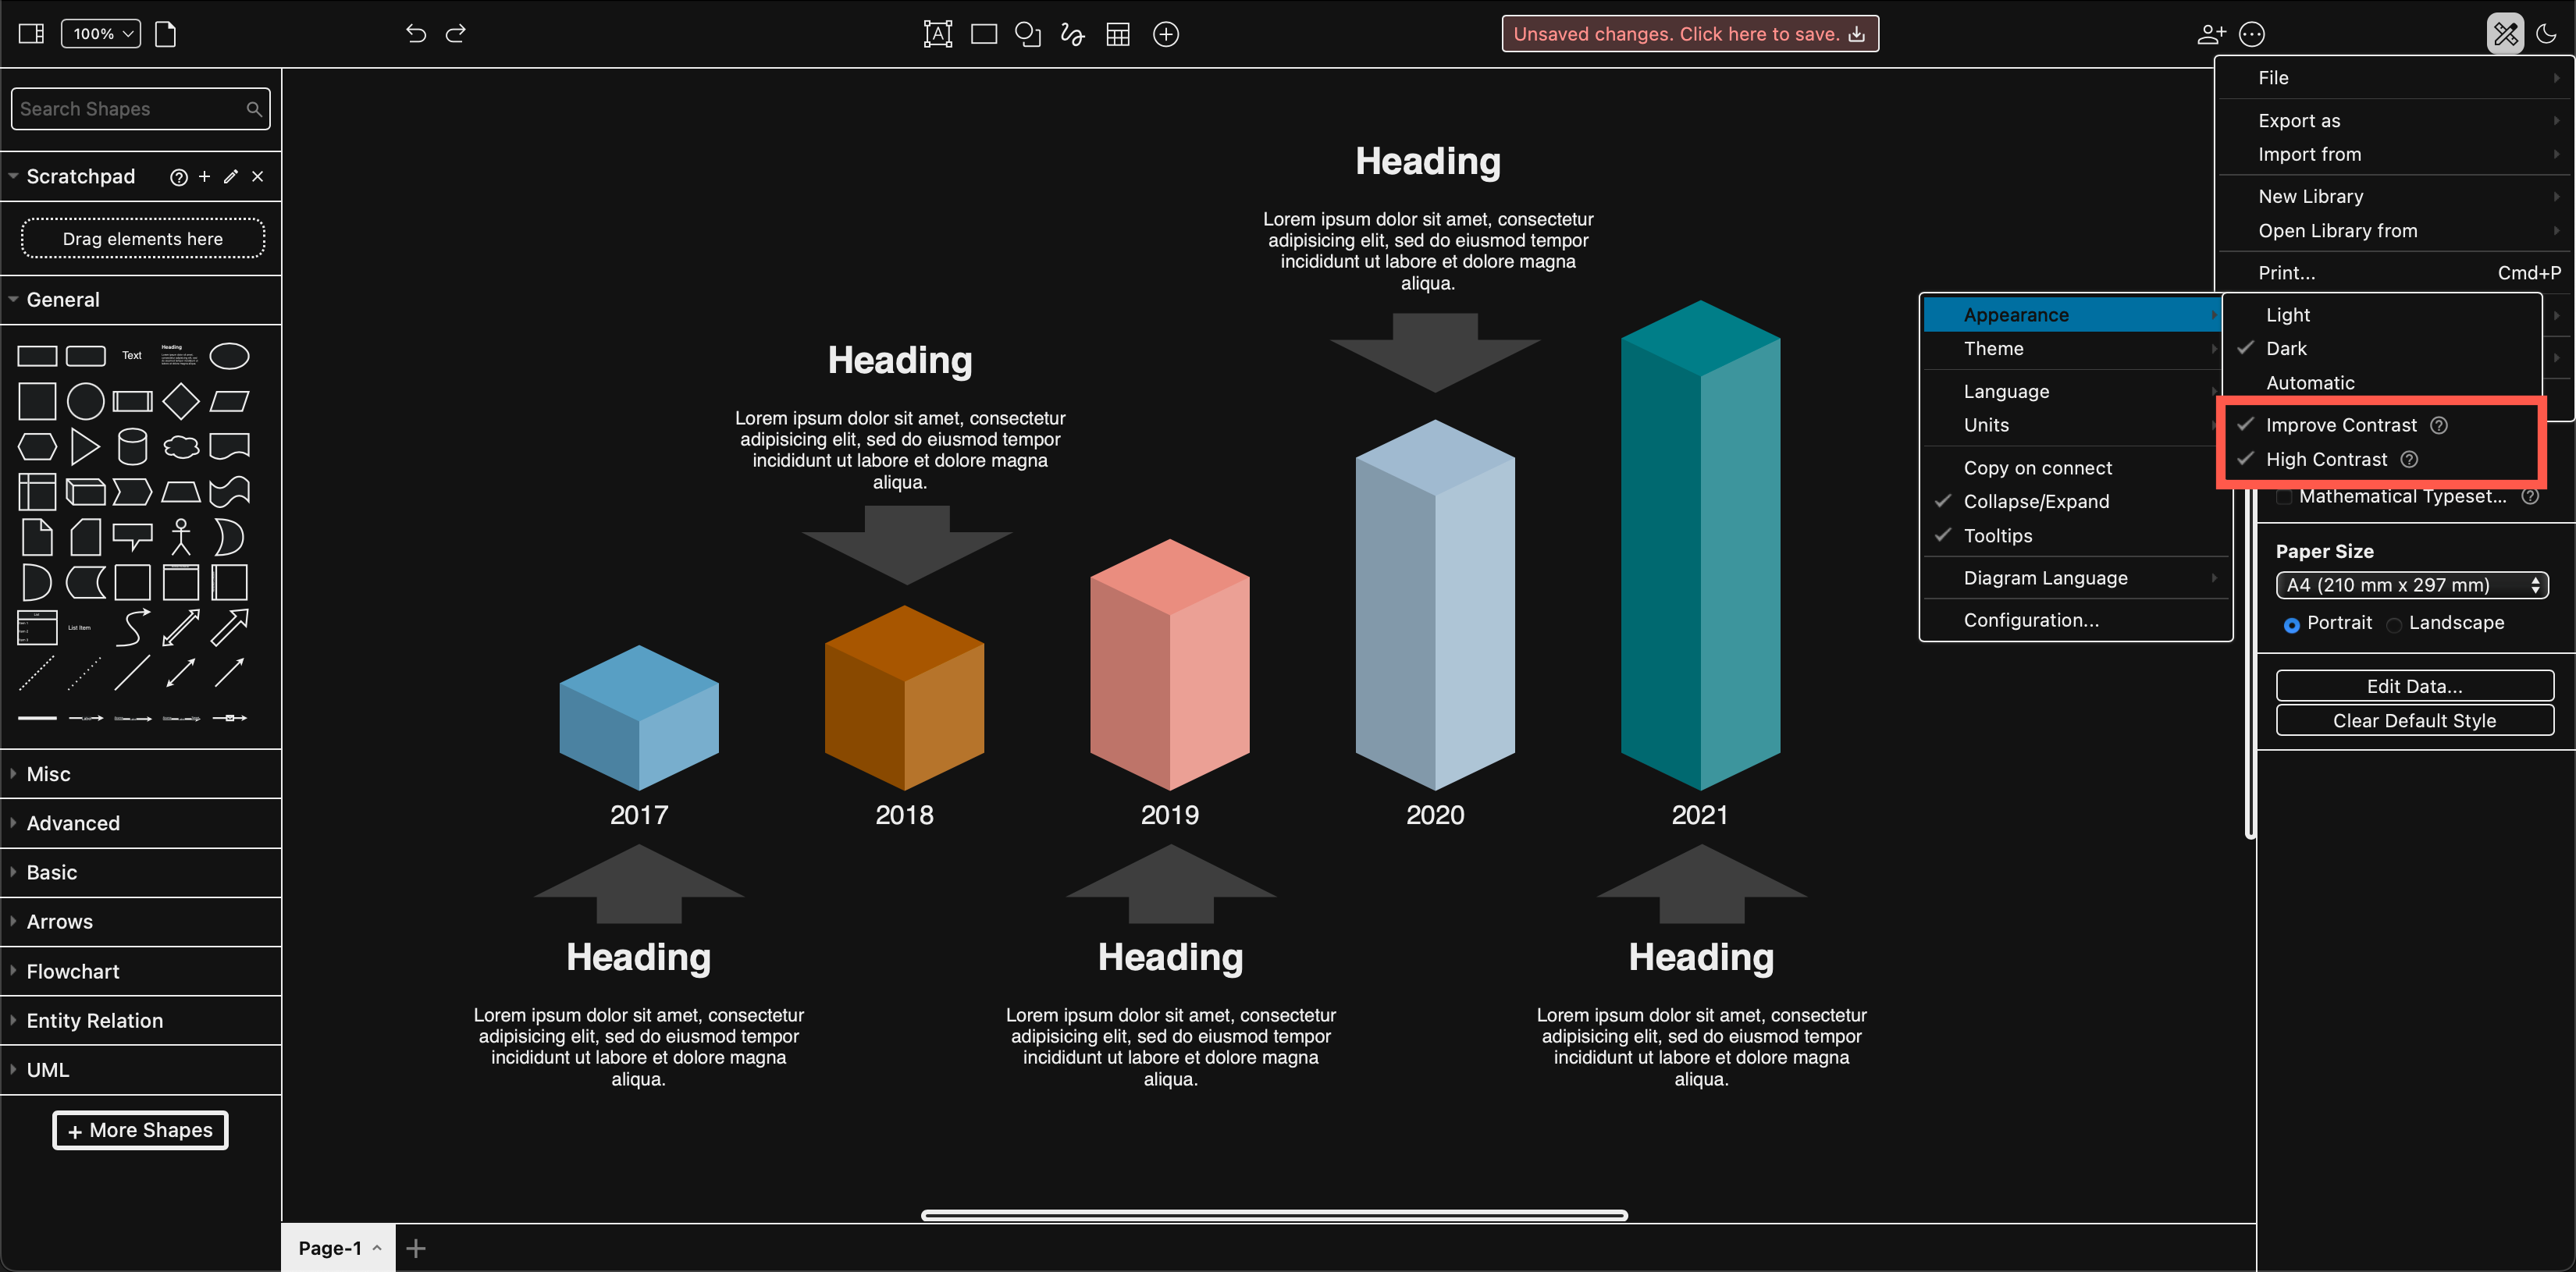 100%
Unsaved changes. Click here to save.
Search Shapes
Scratchpad
Drag elements here
General
Text
Heading
List Item
Misc
Advanced
Basic
Arrows
Flowchart
Entity Relation
UML
+ More Shapes
Heading
Lorem ipsum dolor sit amet, consectetur
adipisicing elit, sed do eiusmod tempor
incididunt ut labore et dolore magna
aliqua.
Heading
Lorem ipsum dolor sit amet, consectetur
adipisicing elit, sed do eiusmod tempor
incididunt ut labore et dolore magna
aliqua.
2017
2018
2019
2020
2021
Heading
Lorem ipsum dolor sit amet, consectetur
adipisicing elit, sed do eiusmod tempor
incididunt ut labore et dolore magna
aliqua.
Heading
Lorem ipsum dolor sit amet, consectetur
adipisicing elit, sed do eiusmod tempor
incididunt ut labore et dolore magna
aliqua.
Heading
Lorem ipsum dolor sit amet, consectetur
adipisicing elit, sed do eiusmod tempor
incididunt ut labore et dolore magna
aliqua.
Page-1
File
Export as
Import from
New Library
Open Library from
Print... Cmd+P
Appearance
Theme
Language
Units
Copy on connect
Collapse/Expand
Tooltips
Diagram Language
Configuration...
Light
Dark
Automatic
Improve Contrast
High Contrast
Mathematical Typeset...
Paper Size
A4 (210 mm x 297 mm)
Portrait Landscape
Edit Data...
Clear Default Style